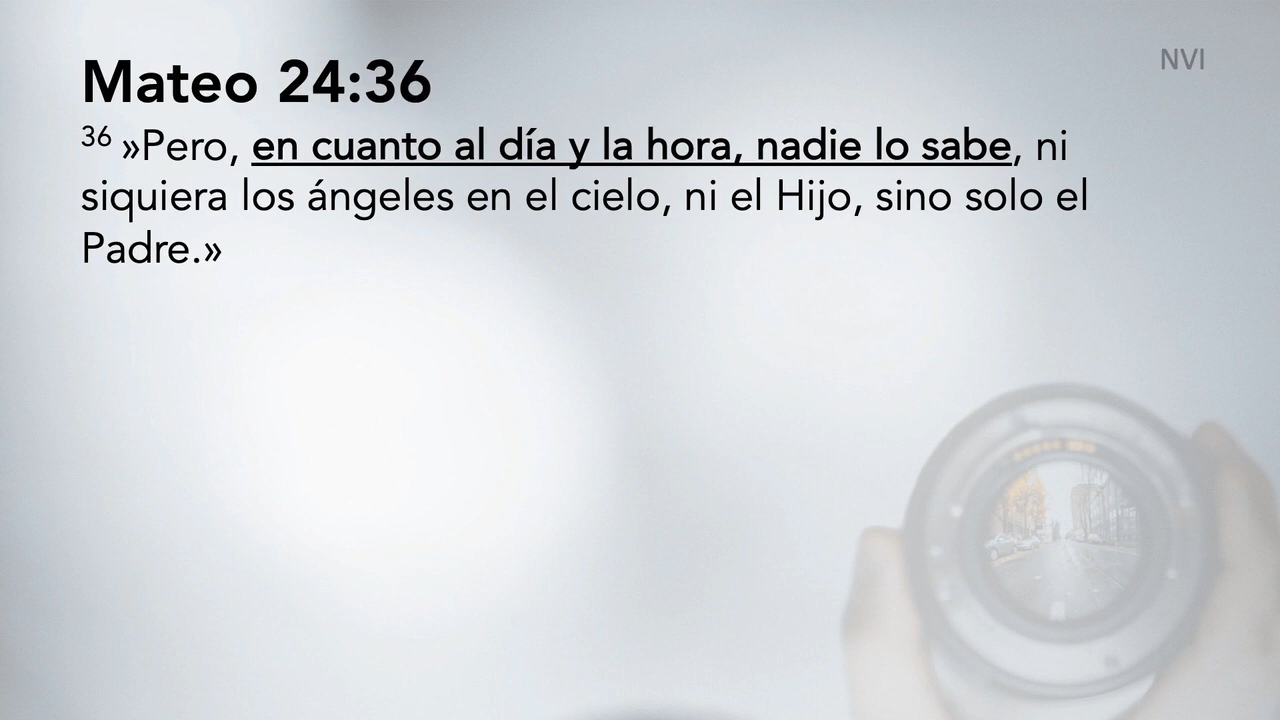 Mateo 24:36
NVI
36 »Pero, en cuanto al día y la hora, nadie lo sabe, ni
siquiera los ángeles en el cielo, ni el Hijo, sino solo el
Padre.»